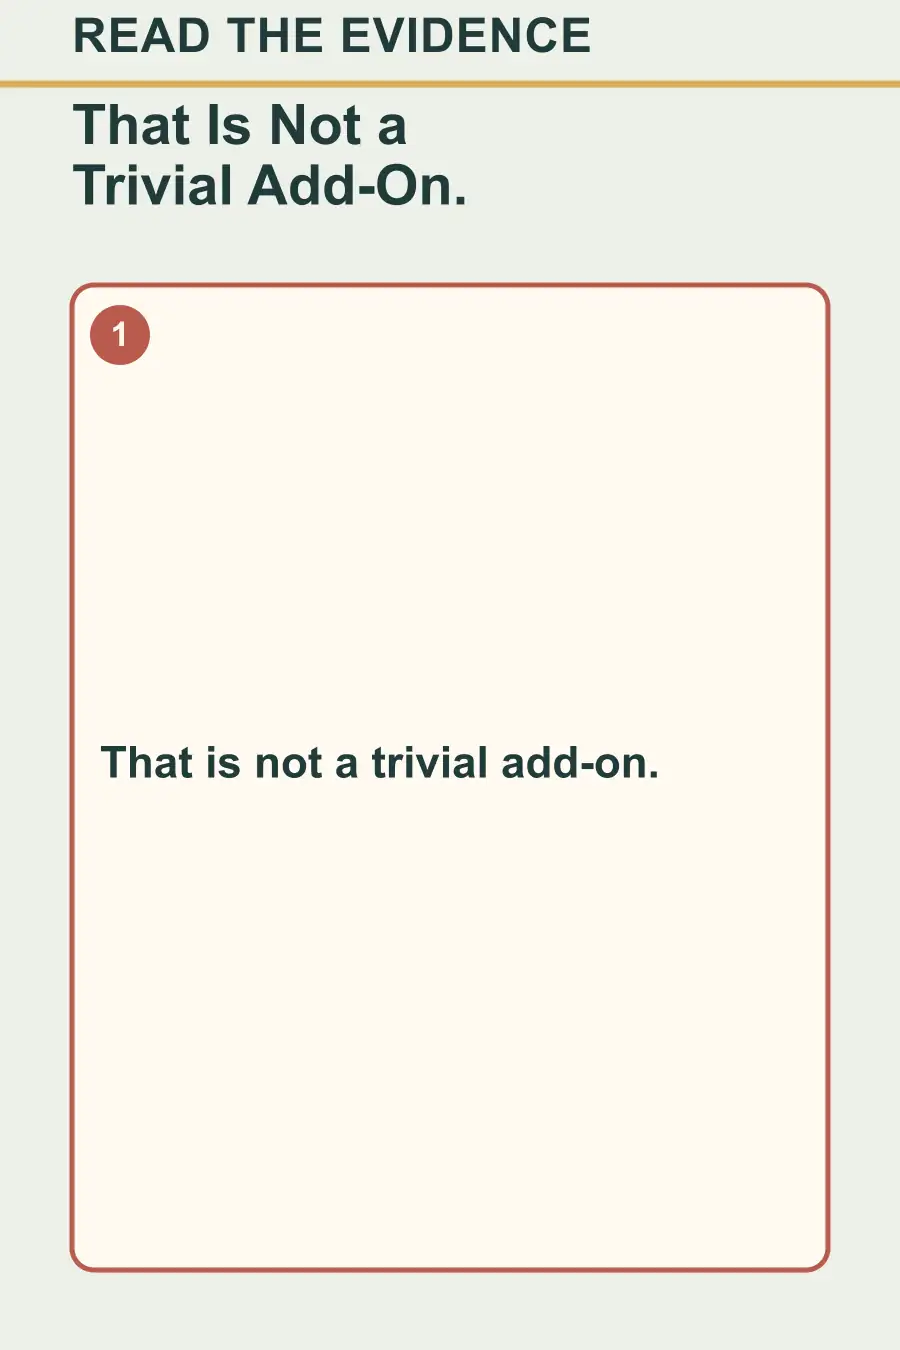 READ THE EVIDENCE
That Is Not a
Trivial Add-On.
1
That is not a trivial add-on.